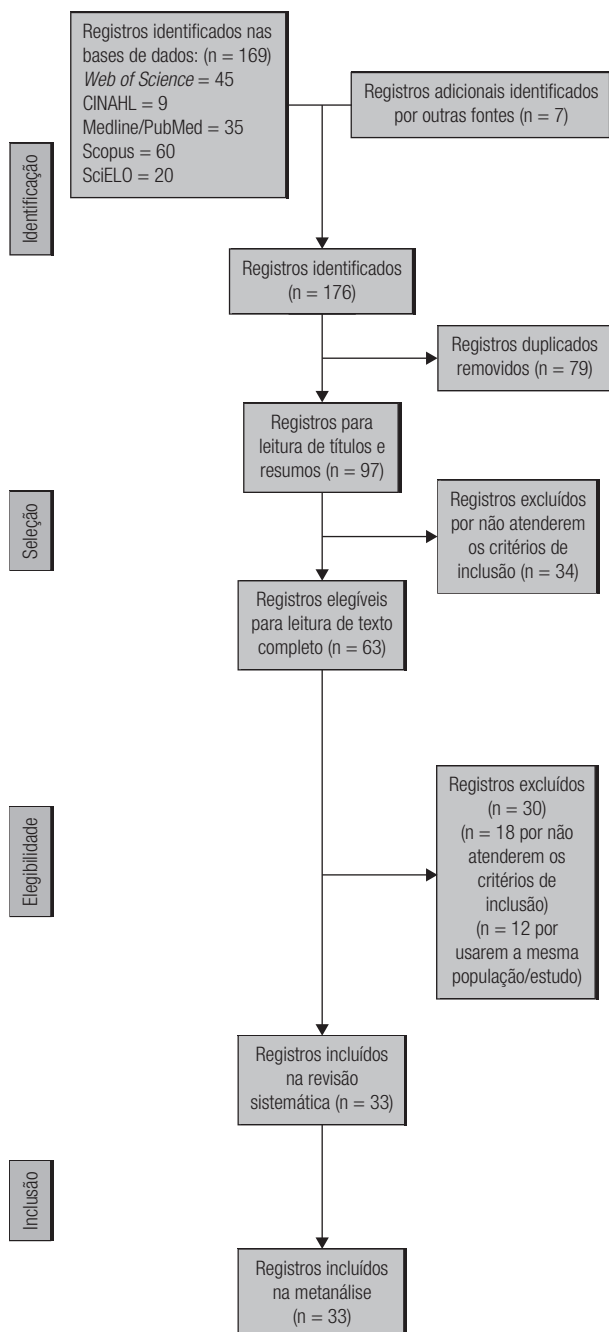 Registros identificados nas
bases de dados: (n = 169)
Web of Science = 45
CINAHL = 9
Medline/PubMed = 35
Scopus = 60
SciELO = 20
Registros adicionais identificados
por outras fontes (n = 7)
Identificação
Registros identificados
(n = 176)
Registros duplicados
removidos (n = 79)
Registros para
leitura de títulos e
resumos (n = 97)
Seleção
Registros excluídos
por não atenderem
os critérios de
inclusão (n = 34)
Registros elegíveis
para leitura de texto
completo (n = 63)
Elegibilidade
Registros excluídos
(n = 30)
(n = 18 por não
atenderem os
critérios de
inclusão)
(n = 12 por
usarem a mesma
população/estudo)
Registros incluídos
na revisão
sistemática (n = 33)
Inclusão
Registros incluídos
na metanálise
(n = 33)